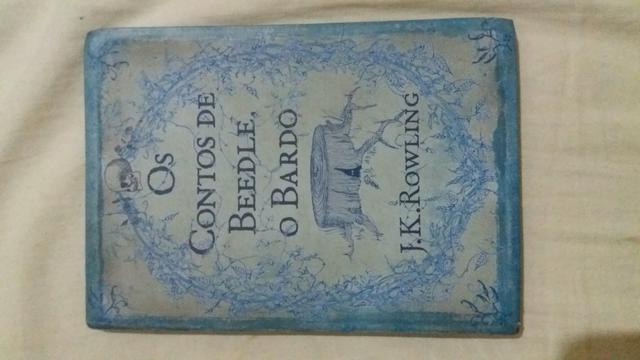 Os
Contos de
Beedle,
o Bardo
J.K. Rowling